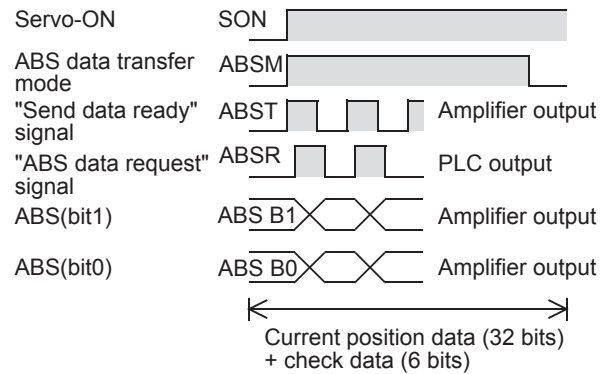 Servo-ON SON
ABS data transfer mode ABSM
"Send data ready" signal ABST Amplifier output
"ABS data request" signal ABSR PLC output
ABS(bit1) ABS B1 Amplifier output
ABS(bit0) ABS B0 Amplifier output
Current position data (32 bits)
+ check data (6 bits)